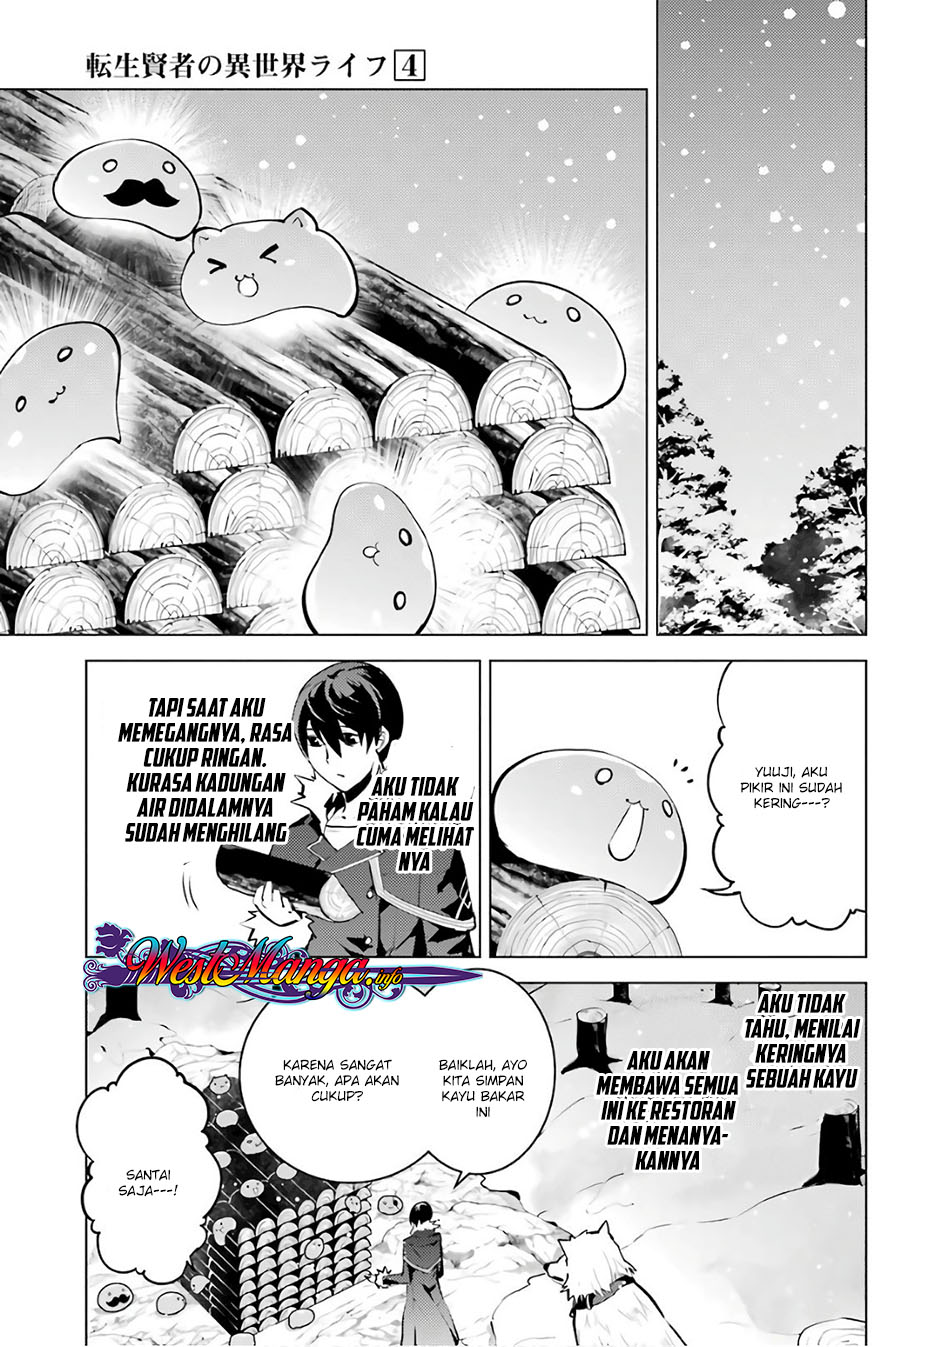 転生賢者の異世界ライフ4
YUUJI, AKU
PIKIR INI SUDAH
KERING---?
AKU TIDAK
PAHAM KALAU
CUMA MELIHAT
NYA
TAPI SAAT AKU
MEMEGANGNYA, RASA
CUKUP RINGAN.
KURASA KADUNGAN
AIR DIDALAMNYA
SUDAH MENGHILANG
WestManga.info
AKU TIDAK
TAHU, MENILAI
KERINGNYA
SEBUAH KAYU
AKU AKAN
MEMBAWA SEMUA
INI KE RESTORAN
DAN MENANYA-
KANNYA
BAIKLAH, AYO
KITA SIMPAN
KAYU BAKAR
INI
KARENA SANGAT
BANYAK, APA AKAN
CUKUP?
SANTAI
SAJA---!